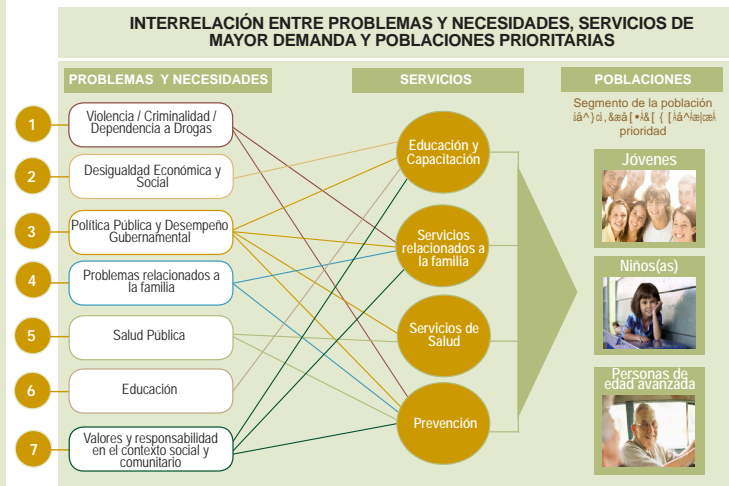 INTERRELACIÓN ENTRE PROBLEMAS Y NECESIDADES, SERVICIOS DE
MAYOR DEMANDA Y POBLACIONES PRIORITARIAS
PROBLEMAS Y NECESIDADES
SERVICIOS
POBLACIONES
1
Violencia / Criminalidad /
Dependencia a Drogas
2
Desigualdad Económica y
Social
3
Política Pública y Desempeño
Gubernamental
4
Problemas relacionados a
la familia
5
Salud Pública
6
Educación
7
Valores y responsabilidad
en el contexto social y
comunitario
Educación y
Capacitación
Servicios
relacionados a
la familia
Servicios de
Salud
Prevención
Segmento de la población
prioridad
Jóvenes
Niños(as)
Personas de
edad avanzada